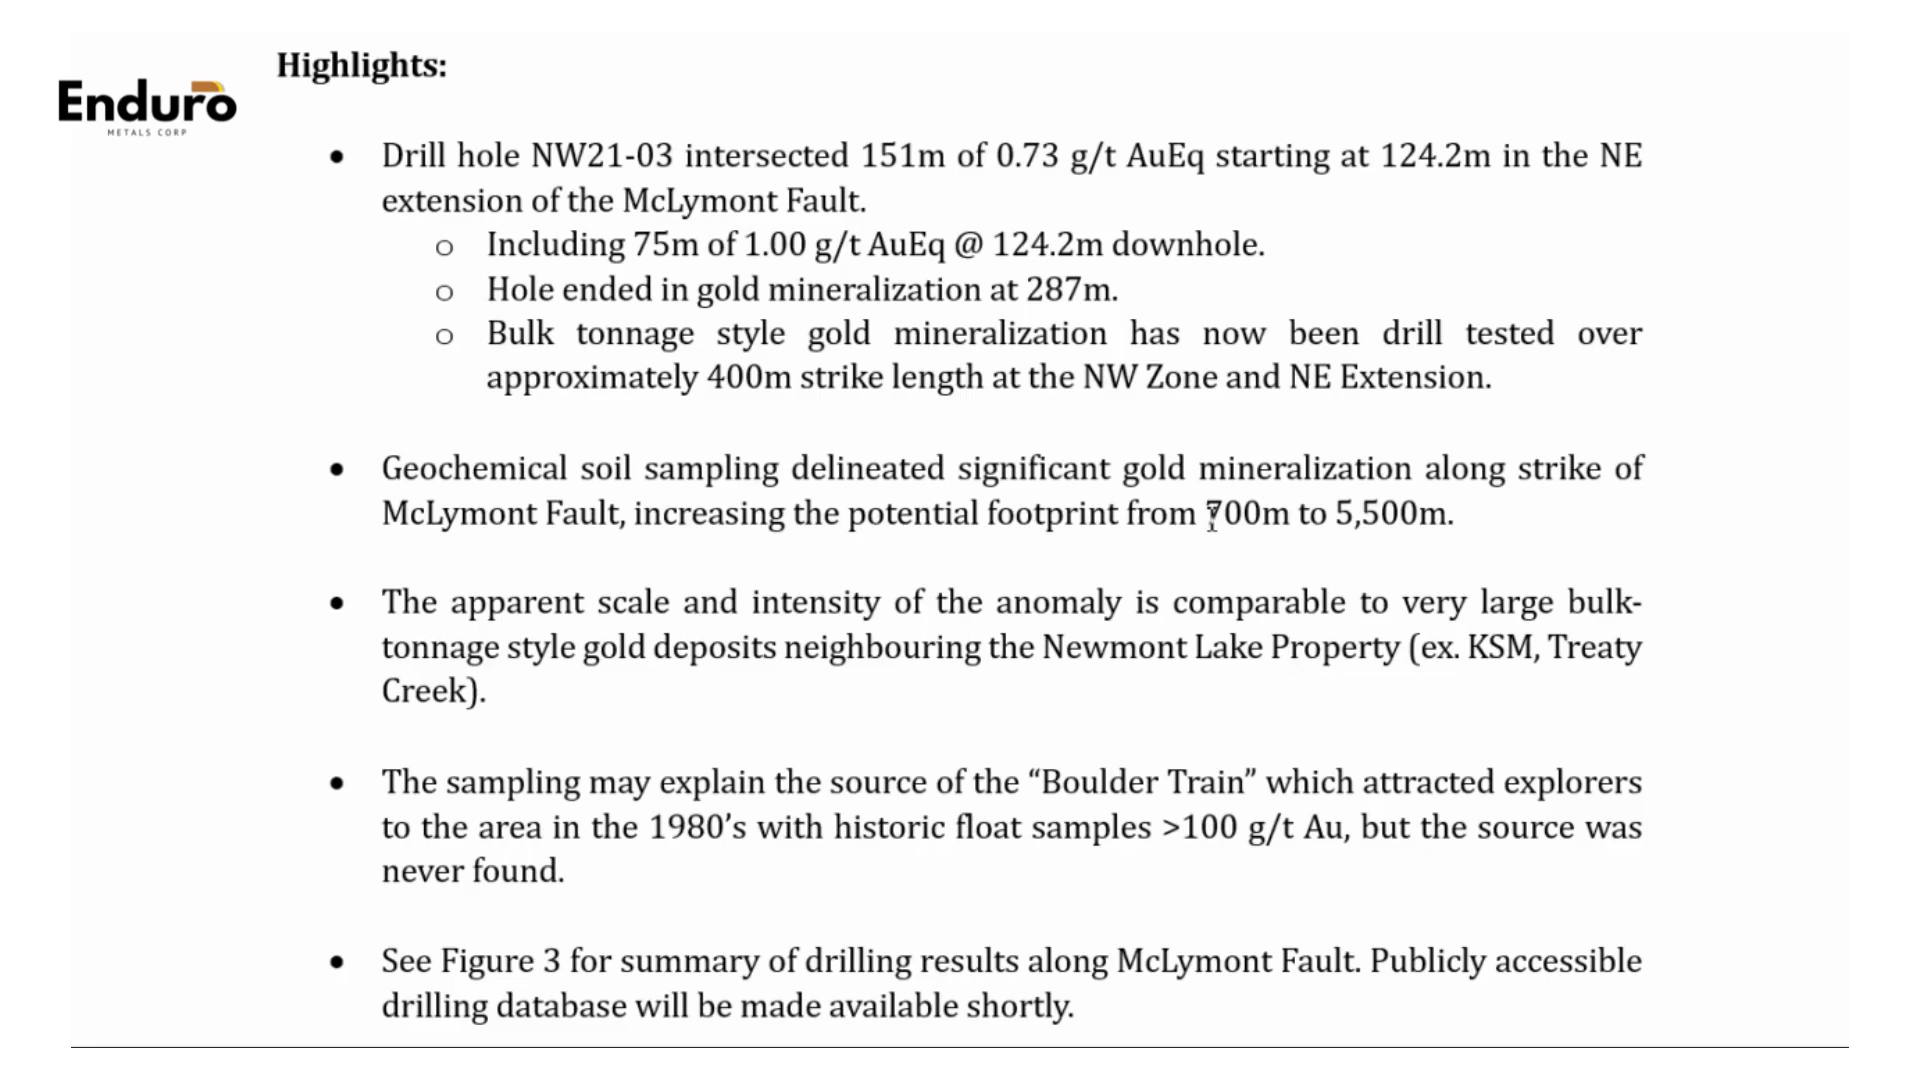 Highlights:
Enduro
METALS CORP
• Drill hole NW21-03 intersected 151m of 0.73 g/t AuEq starting at 124.2m in the NE
extension of the McLymont Fault.
o Including 75m of 1.00 g/t AuEq @ 124.2m downhole.
o Hole ended in gold mineralization at 287m.
o Bulk tonnage style gold mineralization has now been drill tested over
approximately 400m strike length at the NW Zone and NE Extension.
• Geochemical soil sampling delineated significant gold mineralization along strike of
McLymont Fault, increasing the potential footprint from 700m to 5,500m.
• The apparent scale and intensity of the anomaly is comparable to very large bulk-
tonnage style gold deposits neighbouring the Newmont Lake Property (ex. KSM, Treaty
Creek).
• The sampling may explain the source of the “Boulder Train” which attracted explorers
to the area in the 1980’s with historic float samples >100 g/t Au, but the source was
never found.
• See Figure 3 for summary of drilling results along McLymont Fault. Publicly accessible
drilling database will be made available shortly.